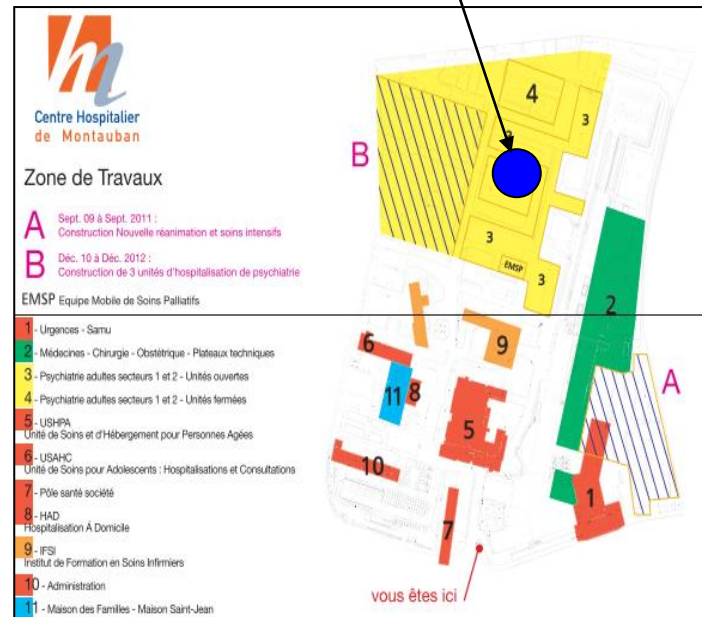 Centre Hospitalier
de Montauban
Zone de Travaux
A Sept. 09 à Sept. 2011 :
Construction Nouvelle réanimation et soins intensifs
B Déc. 10 à Déc. 2012 :
Construction de 3 unités d'hospitalisation de psychiatrie
EMSP Equipe Mobile de Soins Palliatifs
1 - Urgences - Samu
2 - Médecines - Chirurgie - Obstétrique - Plateaux techniques
3 - Psychiatrie adultes secteurs 1 et 2 - Unités ouvertes
4 - Psychiatrie adultes secteurs 1 et 2 - Unités fermées
5 - USHPA
Unité de Soins et d'Hébergement pour Personnes Agées
6 - USAHC
Unité de Soins pour Adolescents : Hospitalisations et Consultations
7 - Pôle santé société
8 - HAD
Hospitalisation À Domicile
9 - IFSI
Institut de Formation en Soins Infirmiers
10 - Administration
11 - Maison des Familles - Maison Saint-Jean
4
3
B
3
EMSP
3
2
6
9
11
8
A
5
10
1
7
vous êtes ici